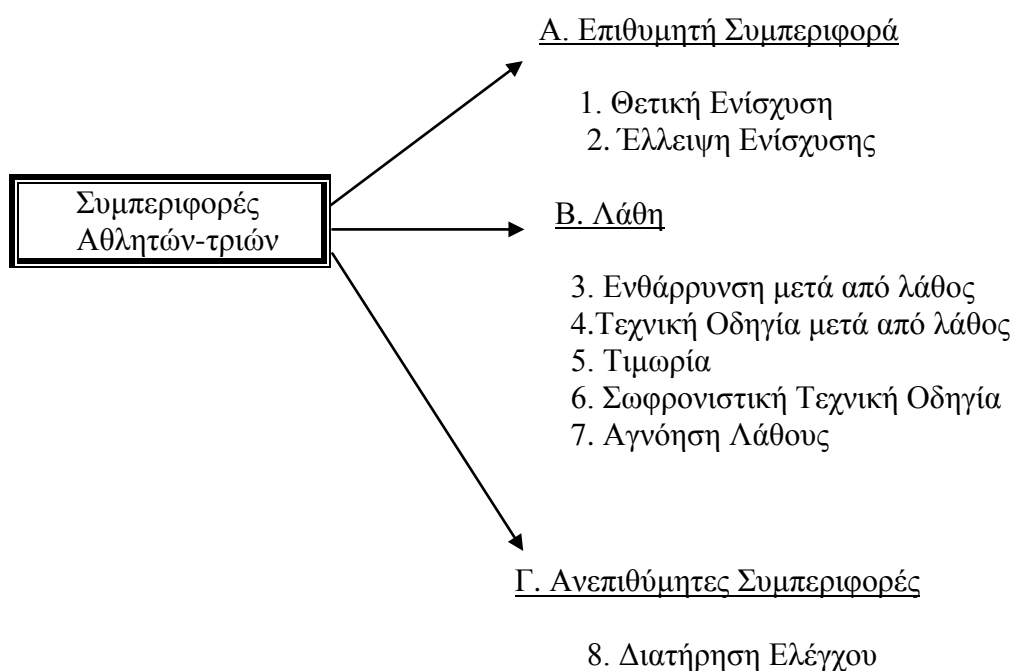 Α. Επιθυμητή Συμπεριφορά
1. Θετική Ενίσχυση
2. Έλλειψη Ενίσχυσης
Συμπεριφορές
Αθλητών-τριών
Β. Λάθη
3. Ενθάρρυνση μετά από λάθος
4.Τεχνική Οδηγία μετά από λάθος
5. Τιμωρία
6. Σωφρονιστική Τεχνική Οδηγία
7. Αγνόηση Λάθους
Γ. Ανεπιθύμητες Συμπεριφορές
8. Διατήρηση Ελέγχου